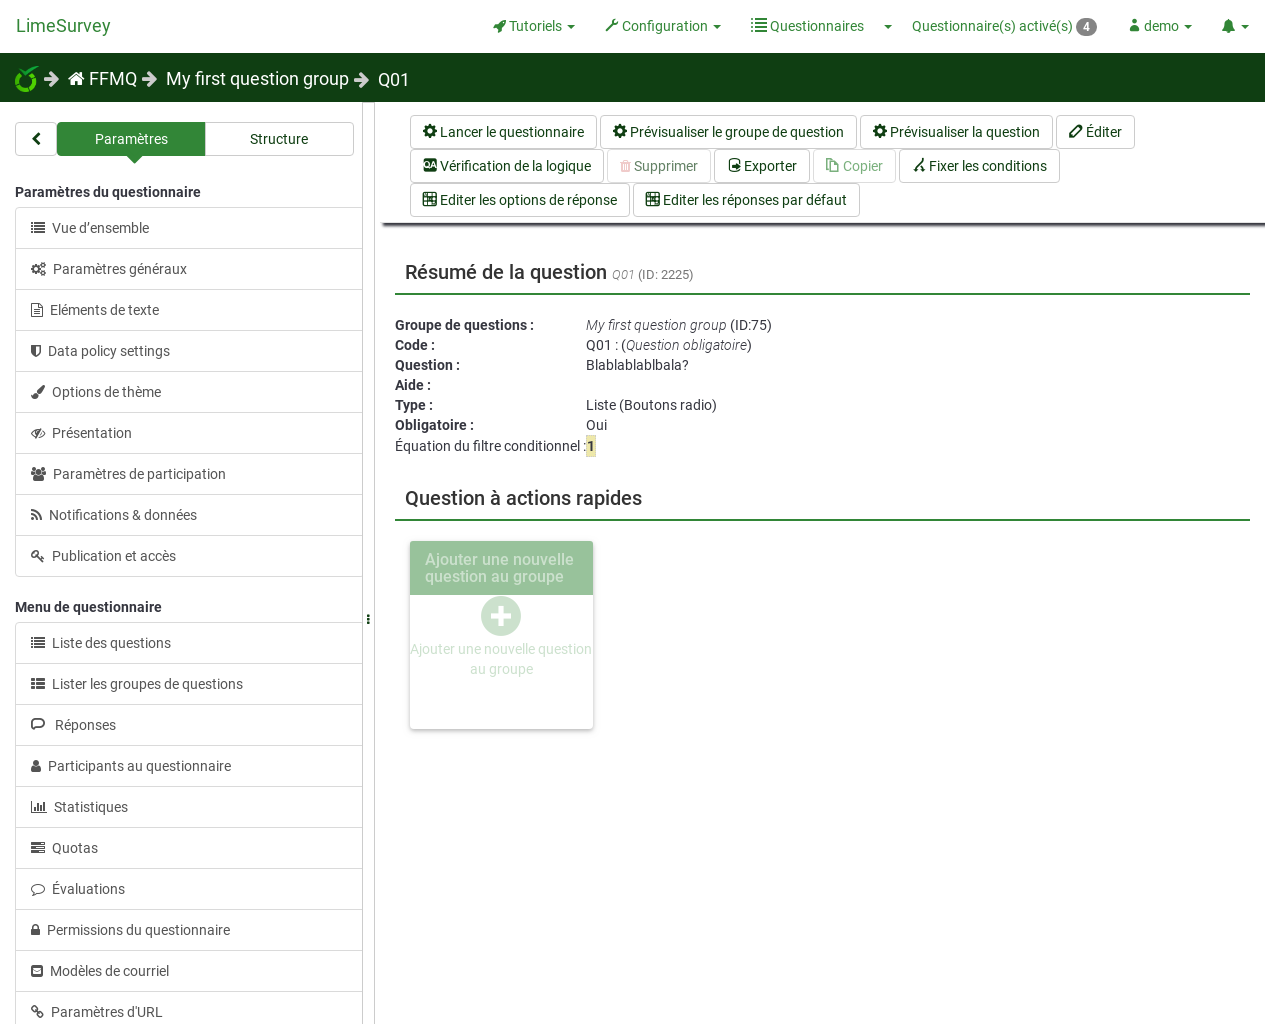 LimeSurvey
Tutoriels
Configuration
Questionnaires
Questionnaire(s) activé(s) 4
demo
FFMQ
My first question group
Q01
Paramètres
Structure
Paramètres du questionnaire
Vue d’ensemble
Paramètres généraux
Eléments de texte
Data policy settings
Options de thème
Présentation
Paramètres de participation
Notifications & données
Publication et accès
Menu de questionnaire
Liste des questions
Lister les groupes de questions
Réponses
Participants au questionnaire
Statistiques
Quotas
Évaluations
Permissions du questionnaire
Modèles de courriel
Paramètres d'URL
Lancer le questionnaire
Prévisualiser le groupe de question
Prévisualiser la question
Éditer
QA Vérification de la logique
Supprimer
Exporter
Copier
Fixer les conditions
Editer les options de réponse
Editer les réponses par défaut
Résumé de la question Q01 (ID: 2225)
Groupe de questions : My first question group (ID:75)
Code : Q01 : (Question obligatoire)
Question : Blablablablbala?
Aide :
Type : Liste (Boutons radio)
Obligatoire : Oui
Équation du filtre conditionnel : 1
Question à actions rapides
Ajouter une nouvelle
question au groupe
Ajouter une nouvelle question
au groupe